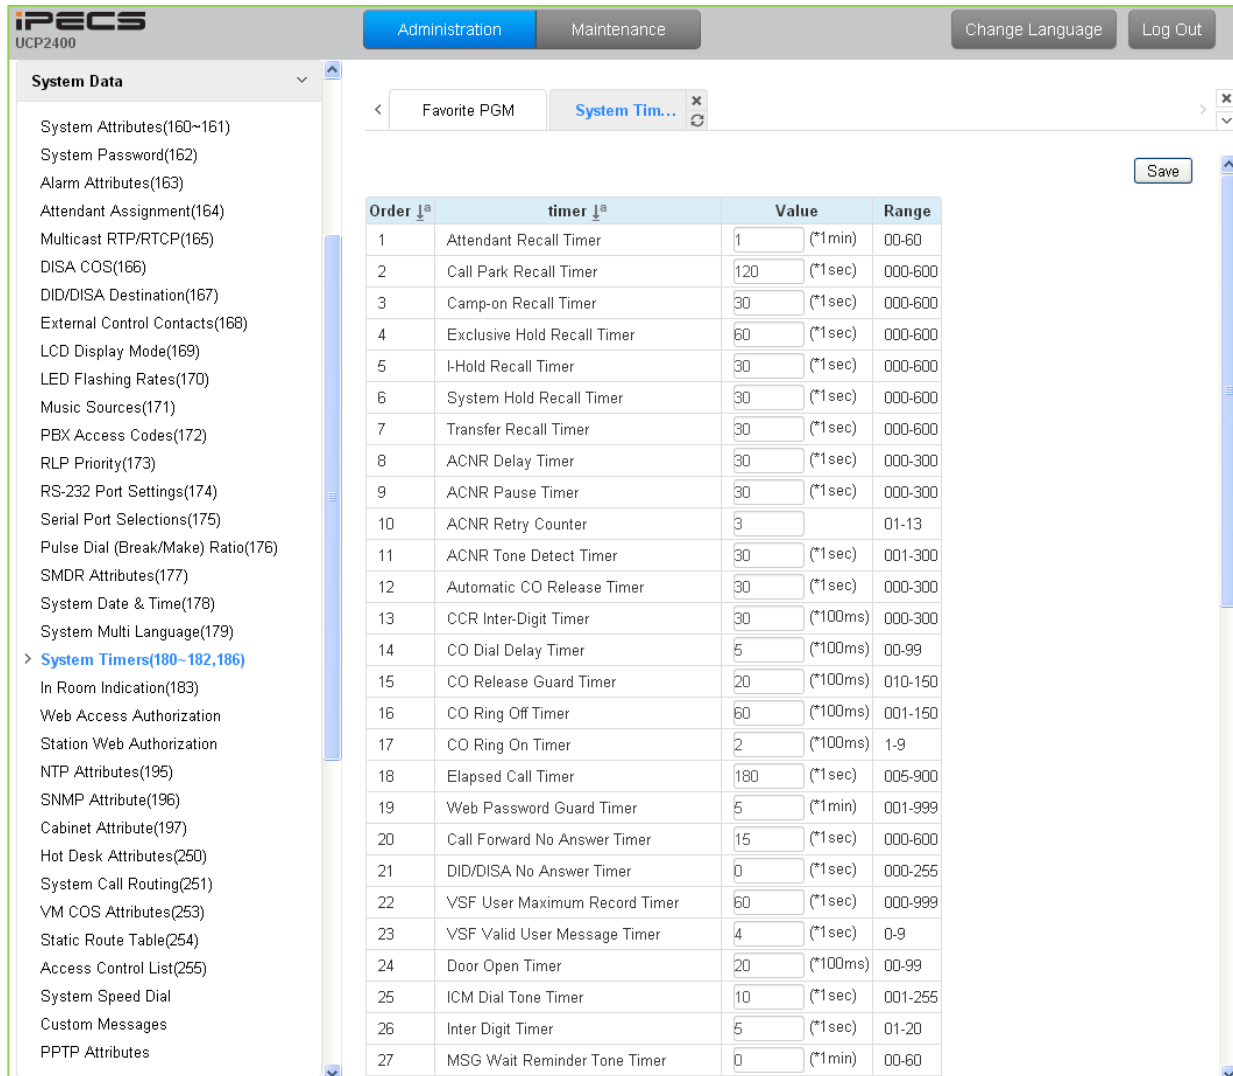 iPECS
UCP2400
Administration
Maintenance
Change Language
Log Out
System Data
System Attributes(160~161)
System Password(162)
Alarm Attributes(163)
Attendant Assignment(164)
Multicast RTP/RTCP(165)
DISA COS(166)
DID/DISA Destination(167)
External Control Contacts(168)
LCD Display Mode(169)
LED Flashing Rates(170)
Music Sources(171)
PBX Access Codes(172)
RLP Priority(173)
RS-232 Port Settings(174)
Serial Port Selections(175)
Pulse Dial (Break/Make) Ratio(176)
SMDR Attributes(177)
System Date & Time(178)
System Multi Language(179)
System Timers(180~182,186)
In Room Indication(183)
Web Access Authorization
Station Web Authorization
NTP Attributes(195)
SNMP Attribute(196)
Cabinet Attribute(197)
Hot Desk Attributes(250)
System Call Routing(251)
VM COS Attributes(253)
Static Route Table(254)
Access Control List(255)
System Speed Dial
Custom Messages
PPTP Attributes
Favorite PGM
System Tim...
Save
Order timer Value Range
1 Attendant Recall Timer 1 (*1min) 00-60
2 Call Park Recall Timer 120 (*1sec) 000-600
3 Camp-on Recall Timer 30 (*1sec) 000-600
4 Exclusive Hold Recall Timer 60 (*1sec) 000-600
5 I-Hold Recall Timer 30 (*1sec) 000-600
6 System Hold Recall Timer 30 (*1sec) 000-600
7 Transfer Recall Timer 30 (*1sec) 000-600
8 ACNR Delay Timer 30 (*1sec) 000-300
9 ACNR Pause Timer 30 (*1sec) 000-300
10 ACNR Retry Counter 3 01-13
11 ACNR Tone Detect Timer 30 (*1sec) 001-300
12 Automatic CO Release Timer 30 (*1sec) 000-300
13 CCR Inter-Digit Timer 30 (*100ms) 000-300
14 CO Dial Delay Timer 5 (*100ms) 00-99
15 CO Release Guard Timer 20 (*100ms) 010-150
16 CO Ring Off Timer 60 (*100ms) 001-150
17 CO Ring On Timer 2 (*100ms) 1-9
18 Elapsed Call Timer 180 (*1sec) 005-900
19 Web Password Guard Timer 5 (*1min) 001-999
20 Call Forward No Answer Timer 15 (*1sec) 000-600
21 DID/DISA No Answer Timer 0 (*1sec) 000-255
22 VSF User Maximum Record Timer 60 (*1sec) 000-999
23 VSF Valid User Message Timer 4 (*1sec) 0-9
24 Door Open Timer 20 (*100ms) 00-99
25 ICM Dial Tone Timer 10 (*1sec) 001-255
26 Inter Digit Timer 5 (*1sec) 01-20
27 MSG Wait Reminder Tone Timer 0 (*1min) 00-60